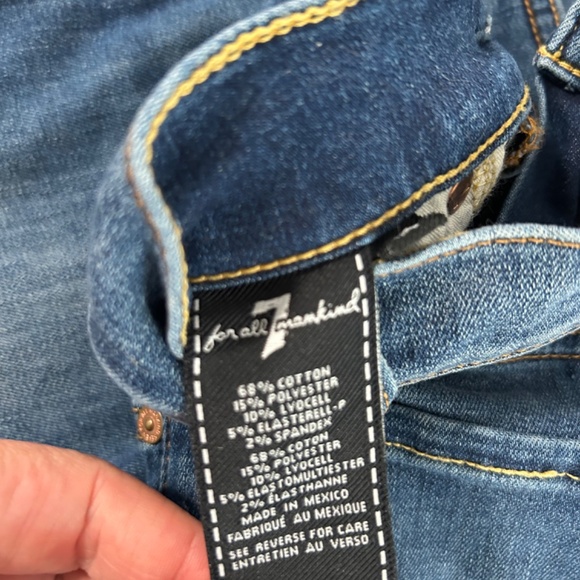 for all 7 mankind
68% COTTON
15% POLYESTER
10% LYOCELL
5% ELASTERELL-P
2% SPANDEX
68% COTON
15% POLYESTER
10% LYOCELL
5% ELASTOMULTIESTER
2% ÉLASTHANNE
MADE IN MEXICO
FABRIQUÉ AU MEXIQUE
SEE REVERSE FOR CARE
ENTRETIEN AU VERSO